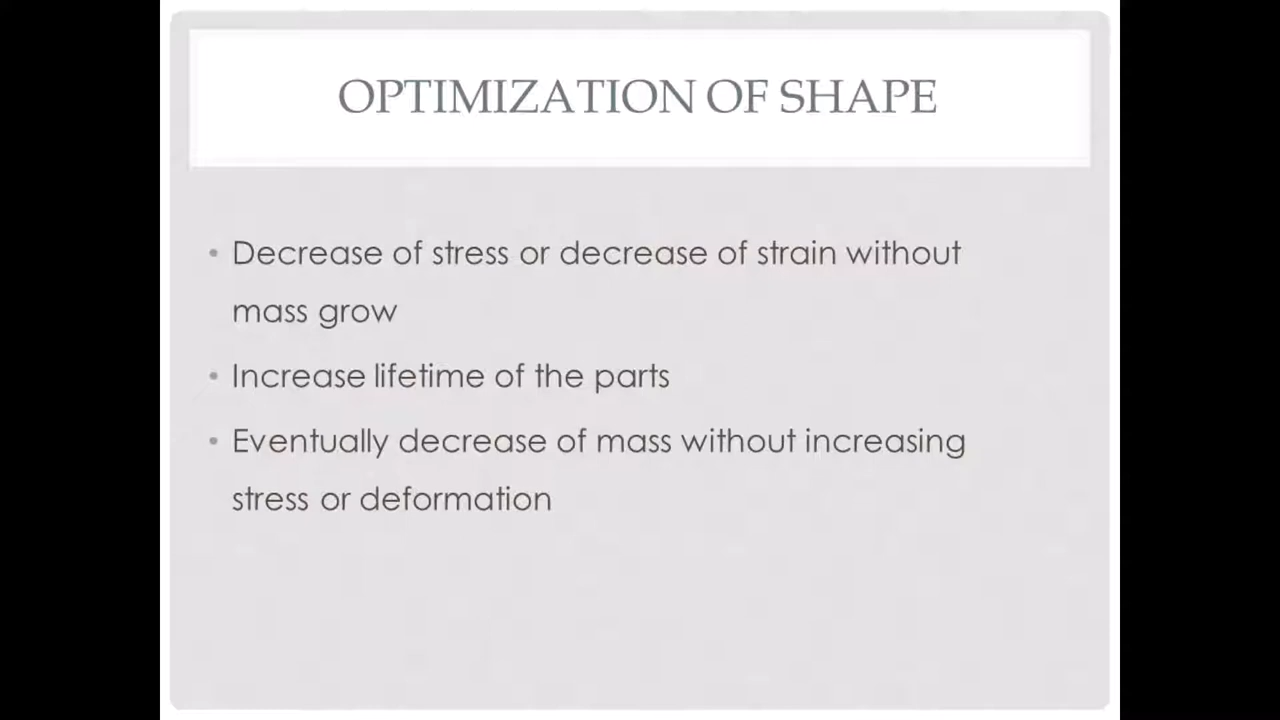 OPTIMIZATION OF SHAPE
• Decrease of stress or decrease of strain without
mass grow
• Increase lifetime of the parts
• Eventually decrease of mass without increasing
stress or deformation